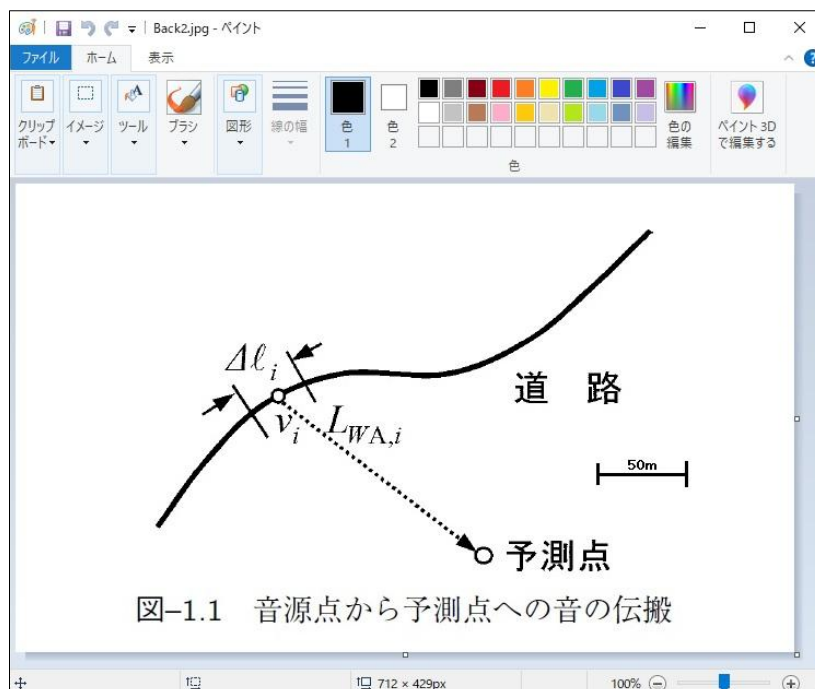 Back2.jpg - ペイント
ファイル ホーム 表示
クリップボード イメージ ツール ブラシ 図形 線の幅 色1 色2 色の編集 ペイント 3Dで編集する
色
Δℓi
vi
LWA,i
道 路
50m
予測点
図–1.1 音源点から予測点への音の伝搬
712 × 429px 100%